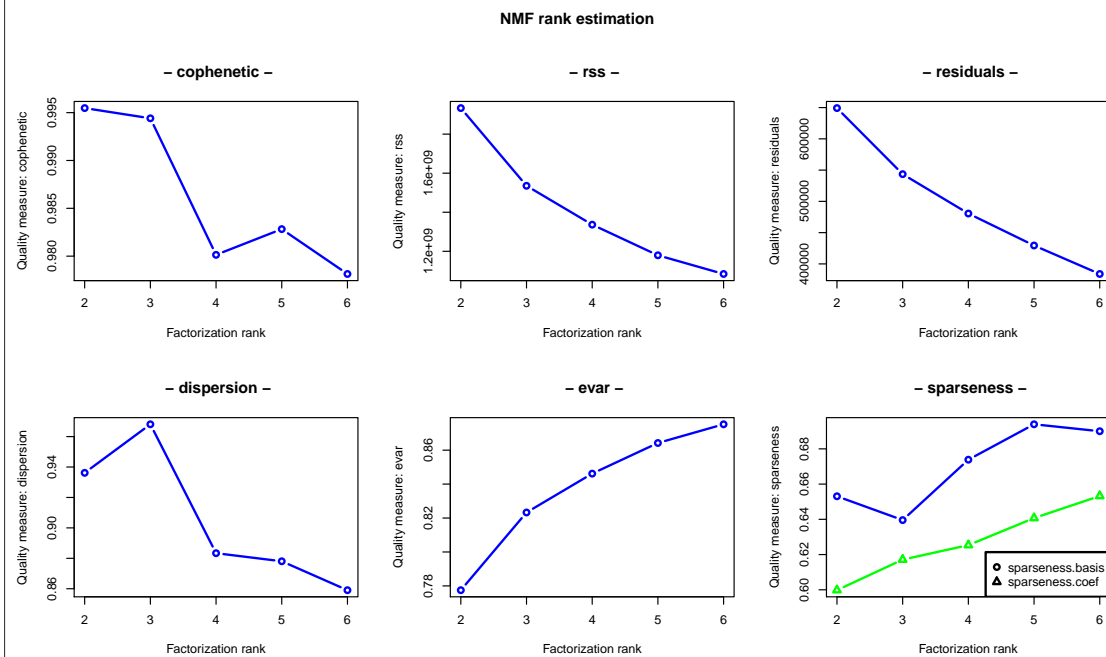 NMF rank estimation
– cophenetic –
Quality measure: cophenetic
0.995
0.990
0.985
0.980
2 3 4 5 6
Factorization rank
– rss –
Quality measure: rss
1.6e+09
1.2e+09
2 3 4 5 6
Factorization rank
– residuals –
Quality measure: residuals
600000
500000
400000
2 3 4 5 6
Factorization rank
– dispersion –
Quality measure: dispersion
0.94
0.90
0.86
2 3 4 5 6
Factorization rank
– evar –
Quality measure: evar
0.86
0.82
0.78
2 3 4 5 6
Factorization rank
– sparseness –
Quality measure: sparseness
0.68
0.66
0.64
0.62
0.60
sparseness.basis
sparseness.coef
2 3 4 5 6
Factorization rank